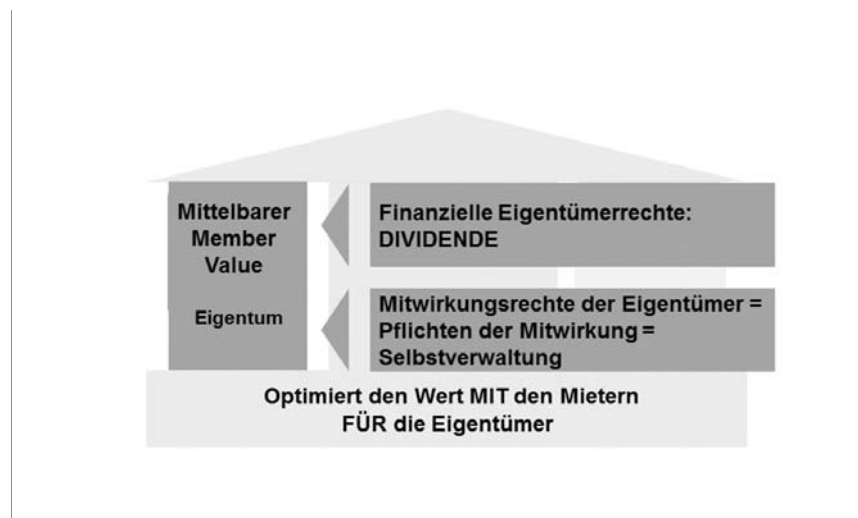 Mittelbarer
Member
Value
Eigentum
Finanzielle Eigentümerrechte:
DIVIDENDE
Mitwirkungsrechte der Eigentümer =
Pflichten der Mitwirkung =
Selbstverwaltung
Optimiert den Wert MIT den Mietern
FÜR die Eigentümer